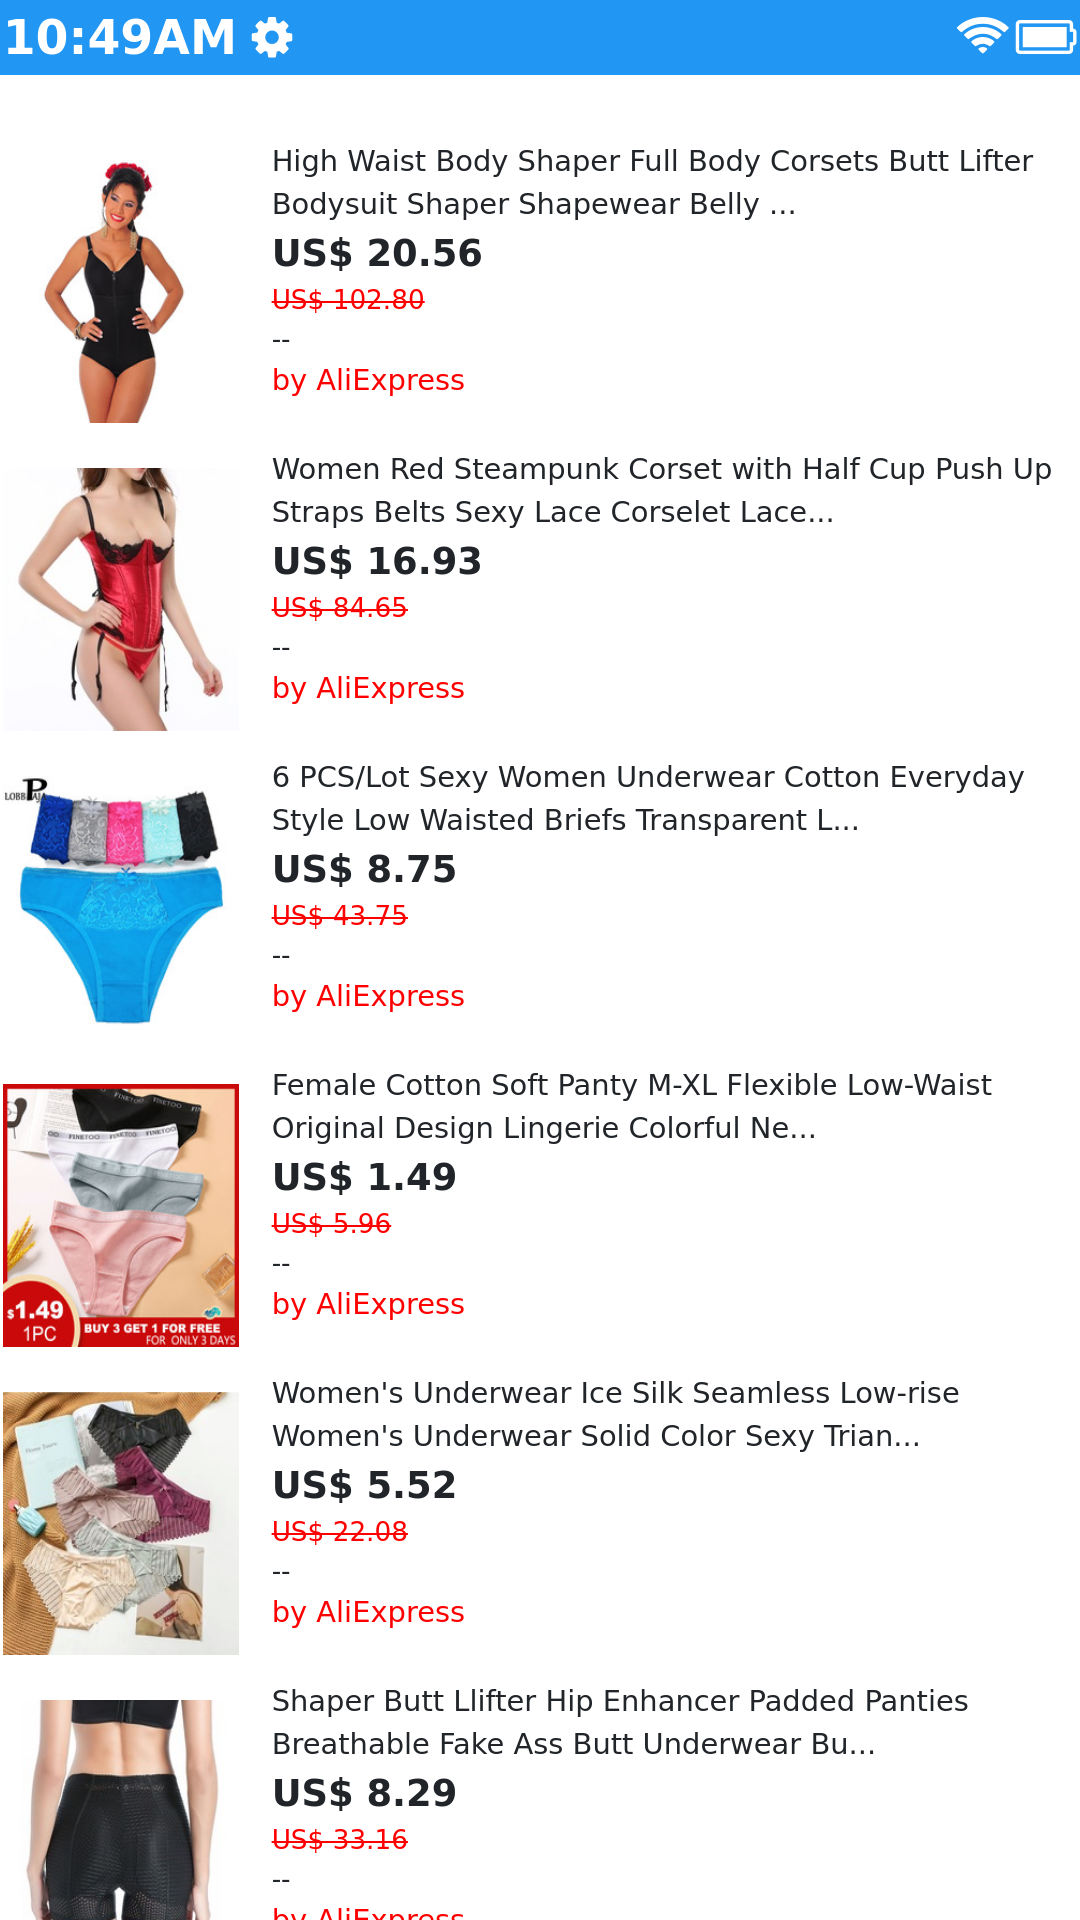 10:49AM
High Waist Body Shaper Full Body Corsets Butt Lifter
Bodysuit Shaper Shapewear Belly ...
US$ 20.56
US$ 102.80
--
by AliExpress
Women Red Steampunk Corset with Half Cup Push Up
Straps Belts Sexy Lace Corselet Lace...
US$ 16.93
US$ 84.65
--
by AliExpress
6 PCS/Lot Sexy Women Underwear Cotton Everyday
Style Low Waisted Briefs Transparent L...
US$ 8.75
US$ 43.75
--
by AliExpress
Female Cotton Soft Panty M-XL Flexible Low-Waist
Original Design Lingerie Colorful Ne...
US$ 1.49
US$ 5.96
--
by AliExpress
FINETOO FINETOO
FINETOO FINETOO
$1.49
1PC
BUY 3 GET 1 FOR FREE
FOR ONLY 3 DAYS
Women's Underwear Ice Silk Seamless Low-rise
Women's Underwear Solid Color Sexy Trian...
US$ 5.52
US$ 22.08
--
by AliExpress
Shaper Butt Llifter Hip Enhancer Padded Panties
Breathable Fake Ass Butt Underwear Bu...
US$ 8.29
US$ 33.16
--
by AliExpress